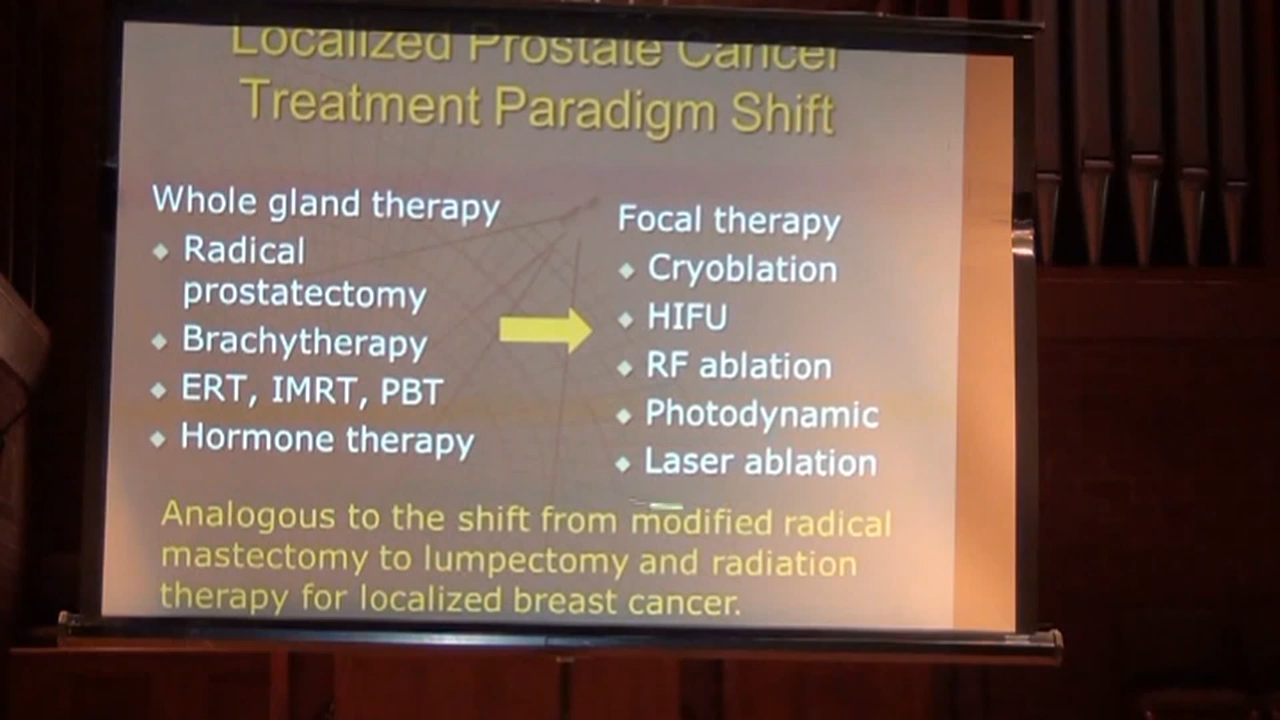 Localized Prostate Cancer
Treatment Paradigm Shift
Whole gland therapy
Radical
prostatectomy
Brachytherapy
ERT, IMRT, PBT
Hormone therapy
Focal therapy
Cryoblation
HIFU
RF ablation
Photodynamic
Laser ablation
Analogous to the shift from modified radical
mastectomy to lumpectomy and radiation
therapy for localized breast cancer.